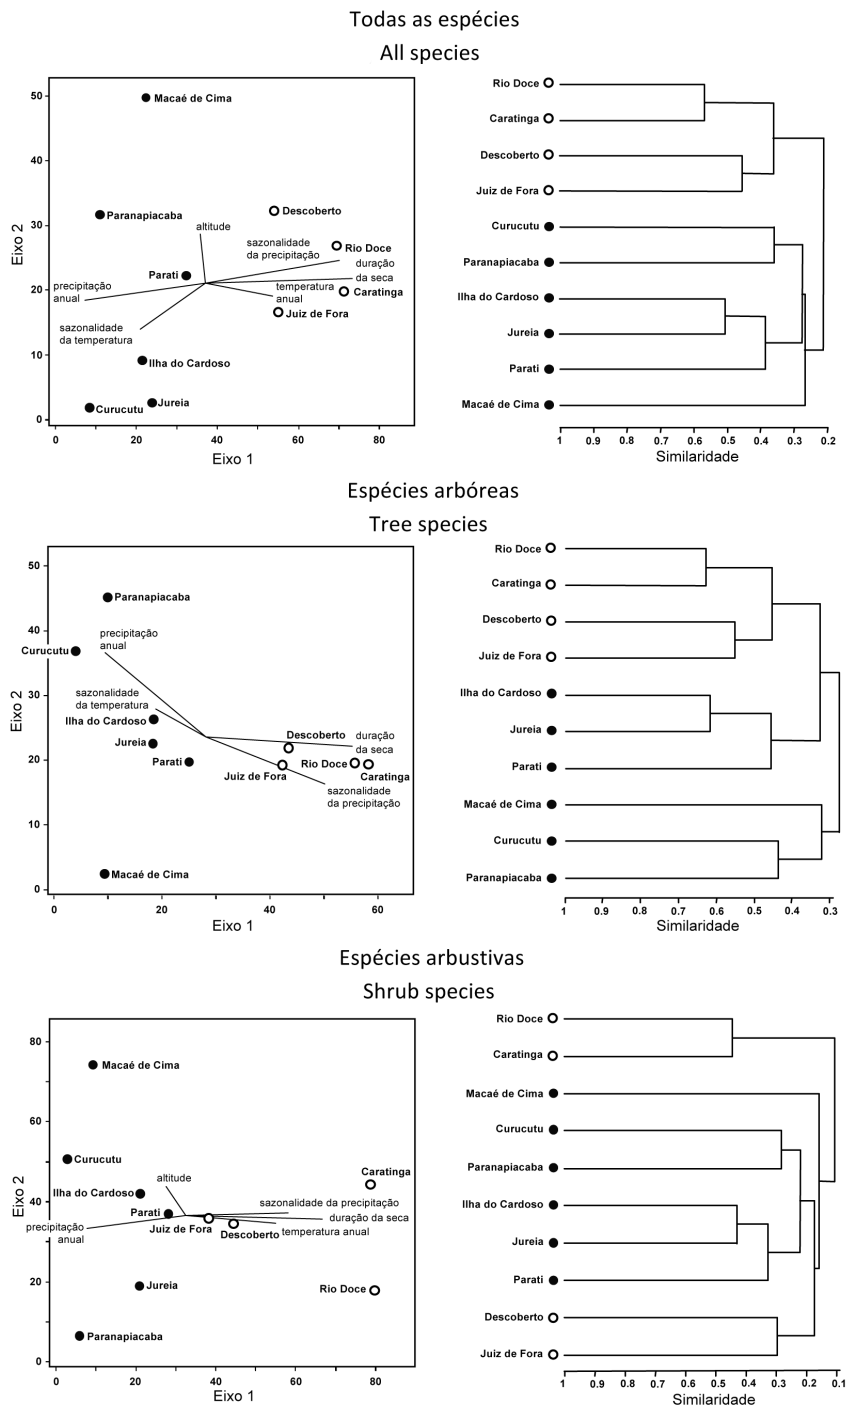 Todas as espécies
All species
50
40
30
20
10
0
Eixo 2
Macaé de Cima
Paranapiacaba
altitude
Descoberto
sazonalidade
da precipitação
Rio Doce
Parati
duração
da seca
precipitação
anual
temperatura
anual
Caratinga
sazonalidade
da temperatura
Juiz de Fora
Ilha do Cardoso
Curucutu
Jureia
0
20
40
60
80
Eixo 1
Rio Doce
Caratinga
Descoberto
Juiz de Fora
Curucutu
Paranapiacaba
Ilha do Cardoso
Jureia
Parati
Macaé de Cima
1 0.9 0.8 0.7 0.6 0.5 0.4 0.3 0.2
Similaridade
Espécies arbóreas
Tree species
50
40
30
20
10
0
Eixo 2
Paranapiacaba
precipitação
anual
Curucutu
sazonalidade
da temperatura
Ilha do Cardoso
Jureia
Parati
Descoberto
duração
da seca
Rio Doce
Juiz de Fora
Caratinga
sazonalidade
da precipitação
Macaé de Cima
0
20
40
60
Eixo 1
Rio Doce
Caratinga
Descoberto
Juiz de Fora
Ilha do Cardoso
Jureia
Parati
Macaé de Cima
Curucutu
Paranapiacaba
1 0.9 0.8 0.7 0.6 0.5 0.4 0.3
Similaridade
Espécies arbustivas
Shrub species
80
60
40
20
0
Eixo 2
Macaé de Cima
Curucutu
altitude
Caratinga
Ilha do Cardoso
sazonalidade da precipitação
Parati
duração da seca
precipitação
anual
Juiz de Fora
Descoberto
temperatura anual
Jureia
Rio Doce
Paranapiacaba
0
20
40
60
80
Eixo 1
Rio Doce
Caratinga
Macaé de Cima
Curucutu
Paranapiacaba
Ilha do Cardoso
Jureia
Parati
Descoberto
Juiz de Fora
1 0.9 0.8 0.7 0.6 0.5 0.4 0.3 0.2 0.1
Similaridade